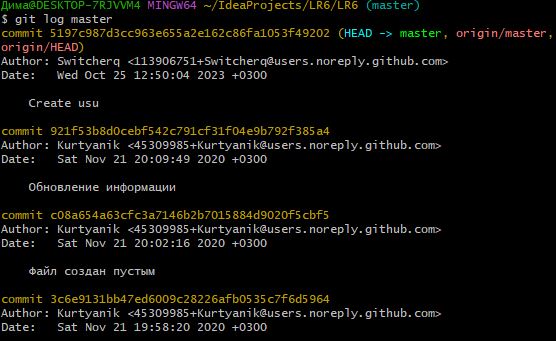 Дима@DESKTOP-7RJVVM4 MINGW64 ~/IdeaProjects/LR6/LR6 (master)
$ git log master
commit 5197c987d3cc963e655a2e162c86fa1053f49202 (HEAD -> master, origin/master,
origin/HEAD)
Author: Switcherq <113906751+Switcherq@users.noreply.github.com>
Date:   Wed Oct 25 12:50:04 2023 +0300
Create usu
commit 921f53b8d0cebf542c791cf31f04e9b792f385a4
Author: Kurtyanik <45309985+Kurtyanik@users.noreply.github.com>
Date:   Sat Nov 21 20:09:49 2020 +0300
Обновление информации
commit c08a654a63cfc3a7146b2b7015884d9020f5cbf5
Author: Kurtyanik <45309985+Kurtyanik@users.noreply.github.com>
Date:   Sat Nov 21 20:02:16 2020 +0300
Файл создан пустым
commit 3c6e9131bb47ed6009c28226afb0535c7f6d5964
Author: Kurtyanik <45309985+Kurtyanik@users.noreply.github.com>
Date:   Sat Nov 21 19:58:20 2020 +0300